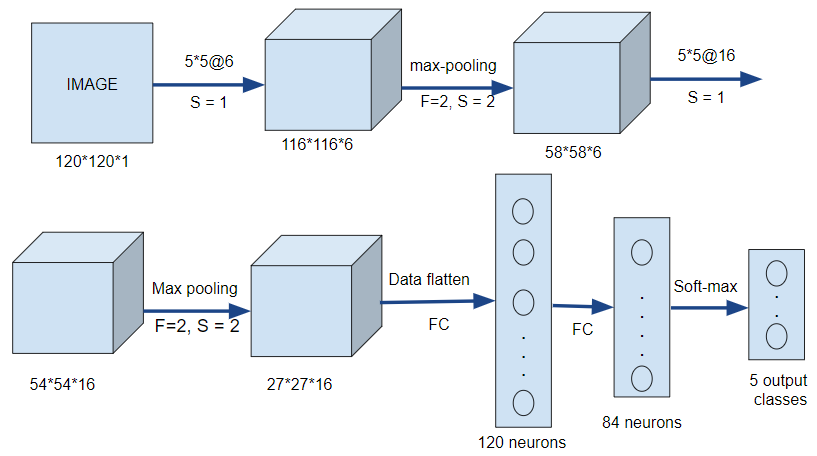 IMAGE
120*120*1
5*5@6
S = 1
116*116*6
max-pooling
F=2, S = 2
58*58*6
5*5@16
S = 1
54*54*16
Max pooling
F=2, S = 2
27*27*16
Data flatten
FC
120 neurons
FC
84 neurons
Soft-max
5 output
classes